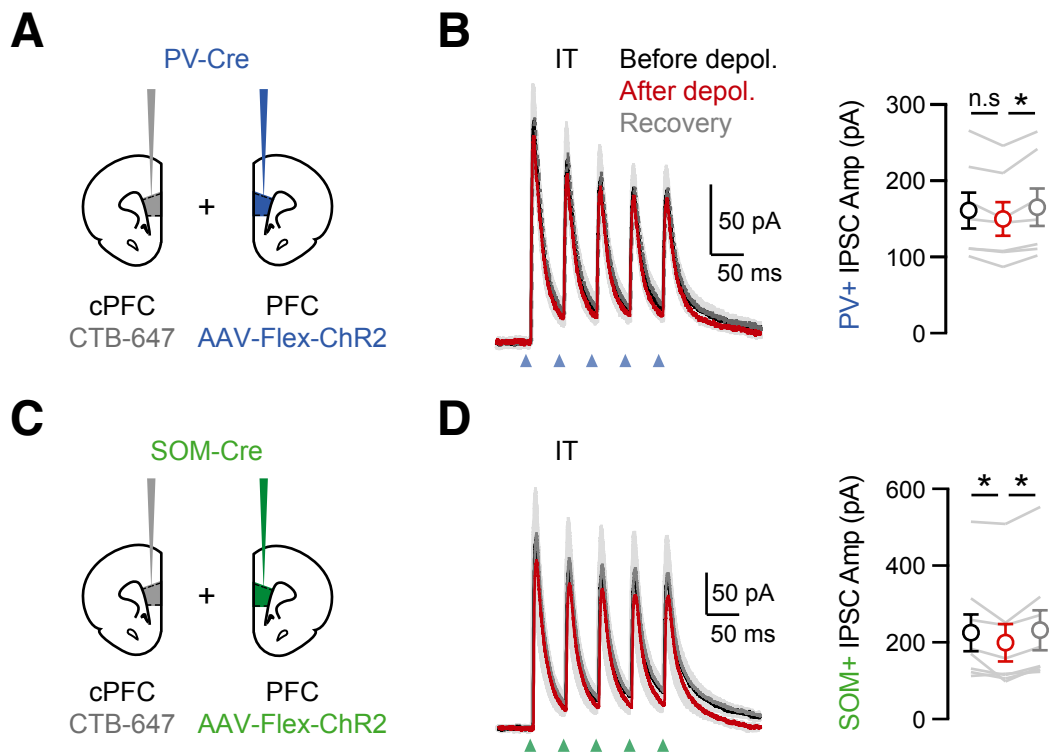 A
PV-Cre
+
cPFC
CTB-647
PFC
AAV-Flex-ChR2
B
IT
Before depol.
After depol.
Recovery
50 pA
50 ms
PV+ IPSC Amp (pA)
300
200
100
0
n.s
*
C
SOM-Cre
+
cPFC
CTB-647
PFC
AAV-Flex-ChR2
D
IT
50 pA
50 ms
SOM+ IPSC Amp (pA)
600
400
200
0
*
*